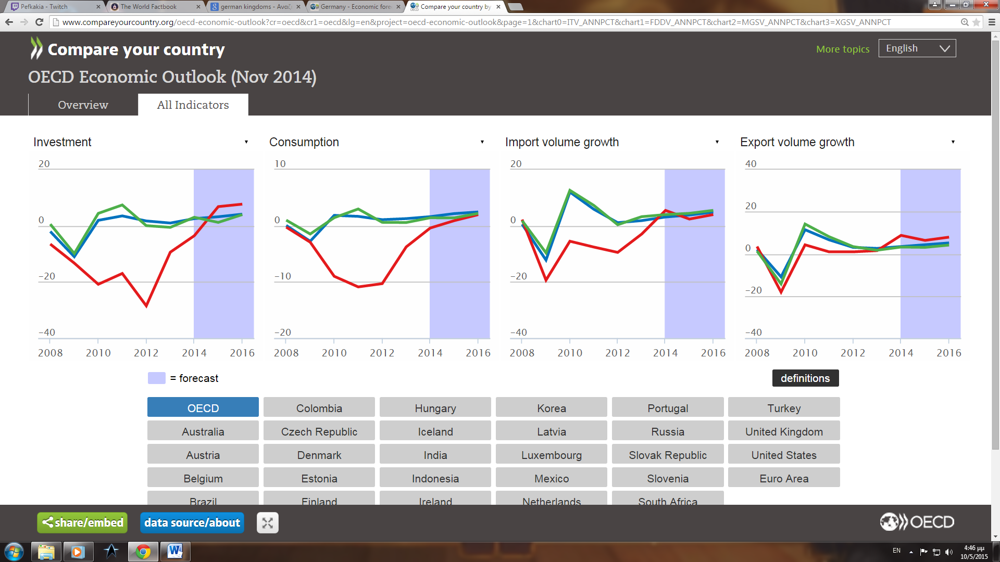 Pefkakia - Twitch
The World Factbook
german kingdoms - Αναζ
Germany - Economic fore
Compare your country by
www.compareyourcountry.org/oecd-economic-outlook?cr=oecd&cr1=oecd&lg=en&project=oecd-economic-outlook&page=1&chart0=ITV_ANNPCT&chart1=FDDV_ANNPCT&chart2=MGSV_ANNPCT&chart3=XGSV_ANNPCT
Compare your country
More topics
English
OECD Economic Outlook (Nov 2014)
Overview
All Indicators
Investment
Consumption
Import volume growth
Export volume growth
20
0
-20
-40
2008 2010 2012 2014 2016
10
0
-10
-20
2008 2010 2012 2014 2016
20
0
-20
-40
2008 2010 2012 2014 2016
40
20
0
-20
-40
2008 2010 2012 2014 2016
= forecast
definitions
OECD Colombia Hungary Korea Portugal Turkey
Australia Czech Republic Iceland Latvia Russia United Kingdom
Austria Denmark India Luxembourg Slovak Republic United States
Belgium Estonia Indonesia Mexico Slovenia Euro Area
Brazil Finland Ireland Netherlands South Africa
share/embed
data source/about
OECD
EN
4:46 μμ
10/5/2015